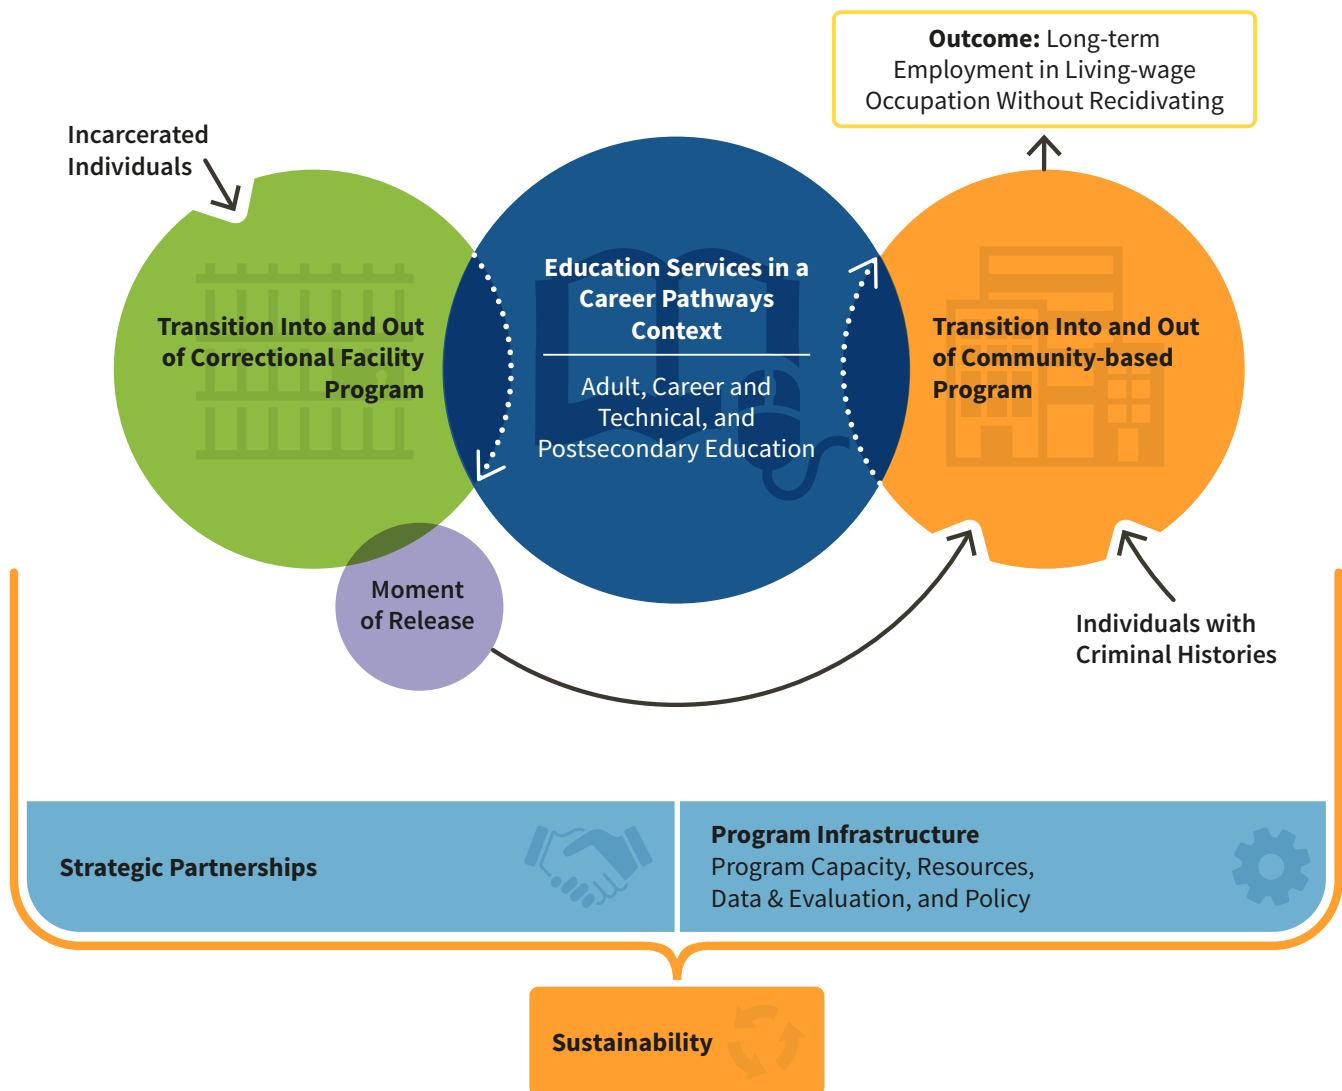 Outcome: Long-term
Employment in Living-wage
Occupation Without Recidivating
Incarcerated
Individuals
Education Services in a
Career Pathways
Context
Adult, Career and
Technical, and
Postsecondary Education
Transition Into and Out
of Correctional Facility
Program
Transition Into and Out
of Community-based
Program
Moment
of Release
Individuals with
Criminal Histories
Strategic Partnerships
Program Infrastructure
Program Capacity, Resources,
Data & Evaluation, and Policy
Sustainability